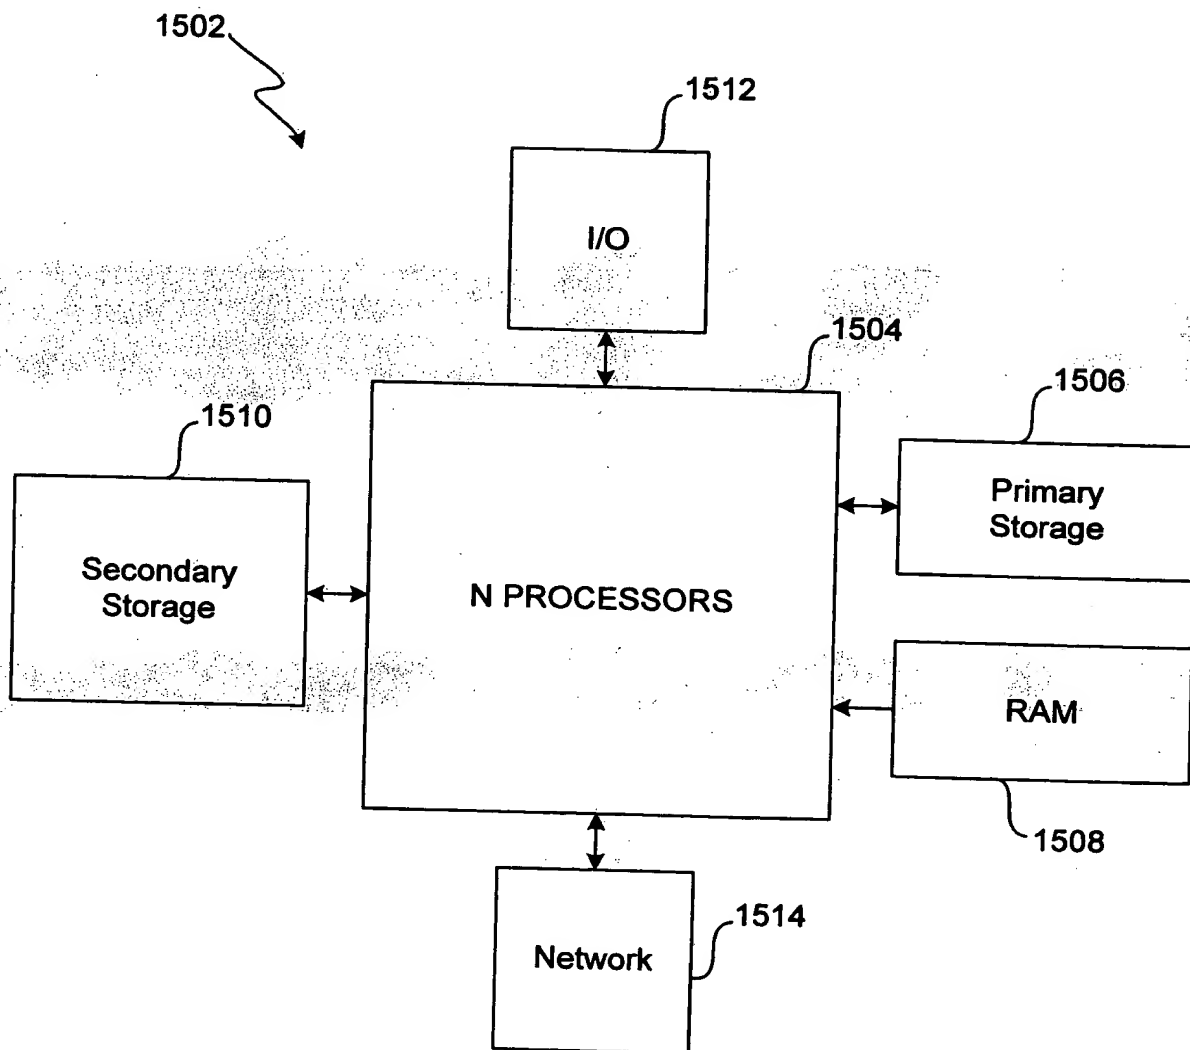 1502
1512
I/O
1504
1506
1510
Primary
Storage
Secondary
Storage
N PROCESSORS
RAM
1508
1514
Network